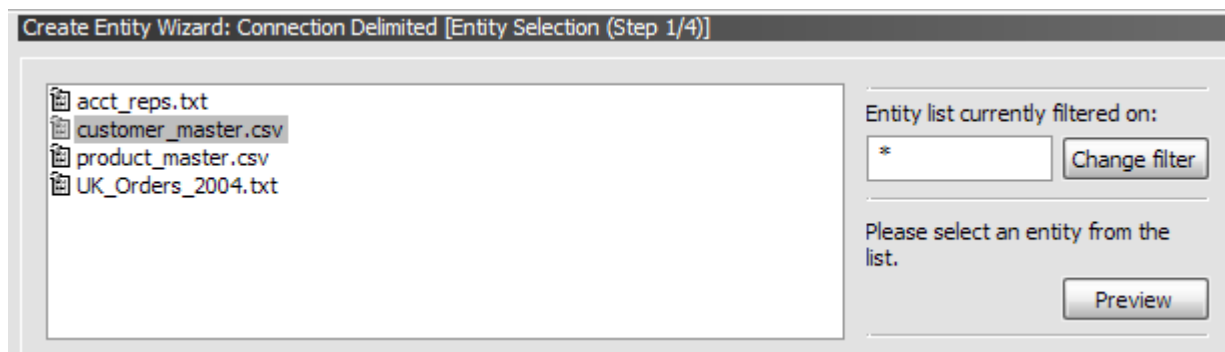 Create Entity Wizard: Connection Delimited [Entity Selection (Step 1/4)]
acct_reps.txt
customer_master.csv
product_master.csv
UK_Orders_2004.txt
Entity list currently filtered on:
*
Change filter
Please select an entity from the
list.
Preview